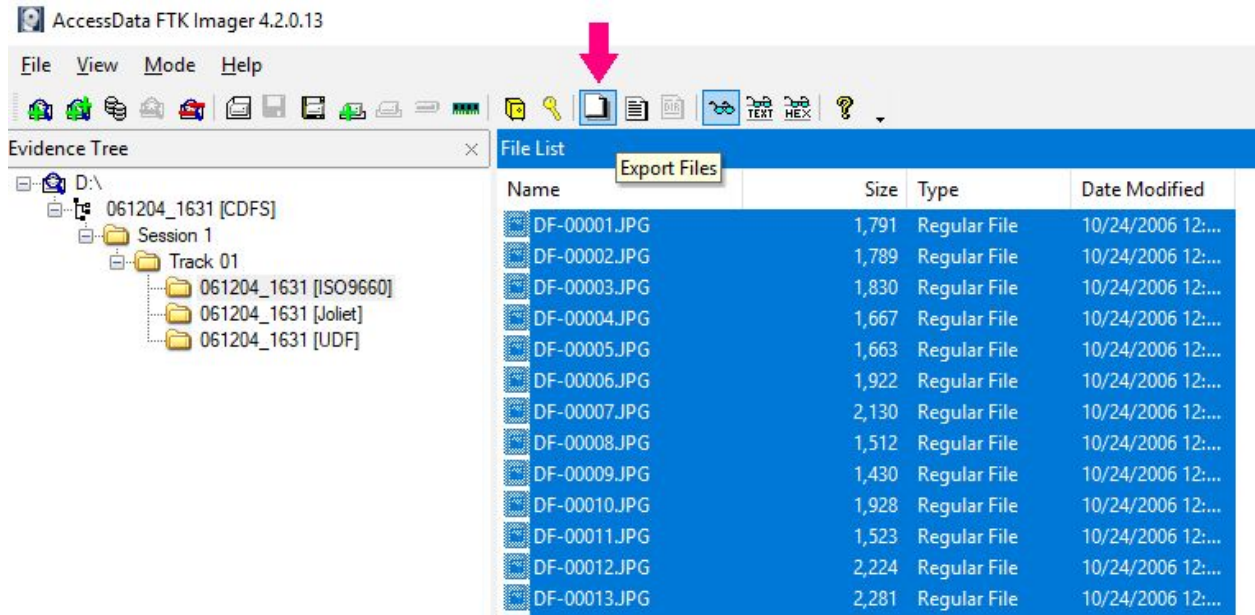 AccessData FTK Imager 4.2.0.13
File View Mode Help
DIR TEXT HEX ?
Evidence Tree
D:\
061204_1631 [CDFS]
Session 1
Track 01
061204_1631 [ISO9660]
061204_1631 [Joliet]
061204_1631 [UDF]
File List
Export Files
Name Size Type Date Modified
DF-00001.JPG 1,791 Regular File 10/24/2006 12:...
DF-00002.JPG 1,789 Regular File 10/24/2006 12:...
DF-00003.JPG 1,830 Regular File 10/24/2006 12:...
DF-00004.JPG 1,667 Regular File 10/24/2006 12:...
DF-00005.JPG 1,663 Regular File 10/24/2006 12:...
DF-00006.JPG 1,922 Regular File 10/24/2006 12:...
DF-00007.JPG 2,130 Regular File 10/24/2006 12:...
DF-00008.JPG 1,512 Regular File 10/24/2006 12:...
DF-00009.JPG 1,430 Regular File 10/24/2006 12:...
DF-00010.JPG 1,928 Regular File 10/24/2006 12:...
DF-00011.JPG 1,523 Regular File 10/24/2006 12:...
DF-00012.JPG 2,224 Regular File 10/24/2006 12:...
DF-00013.JPG 2,281 Regular File 10/24/2006 12:...